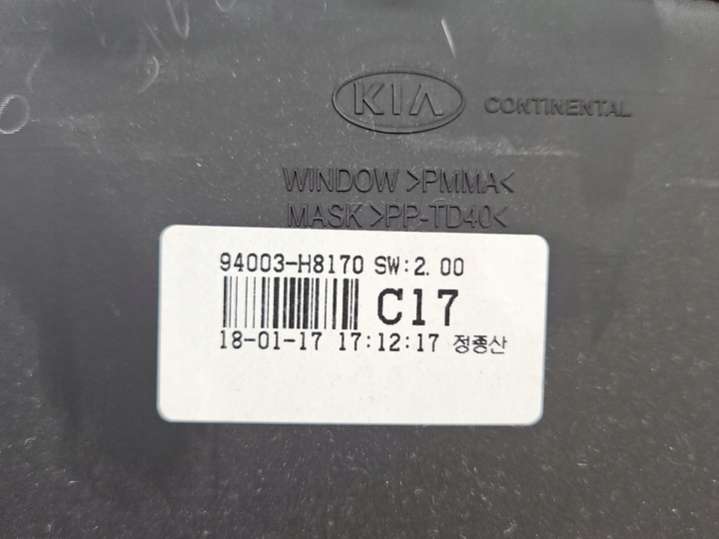 KIA CONTINENTAL
WINDOW >PMMA<
MASK >PP-TD40<
94003-H8170 SW:2.00
C17
18-01-17 17:12:17 정종산